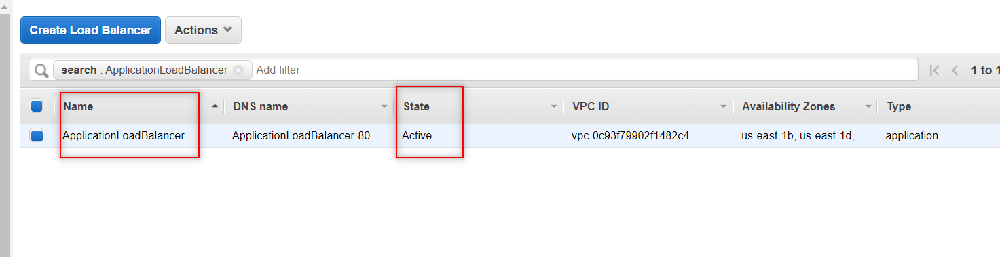 Create Load Balancer Actions
search : ApplicationLoadBalancer Add filter 1 to 1
Name DNS name State VPC ID Availability Zones Type
ApplicationLoadBalancer ApplicationLoadBalancer-80... Active vpc-0c93f79902f1482c4 us-east-1b, us-east-1d,... application